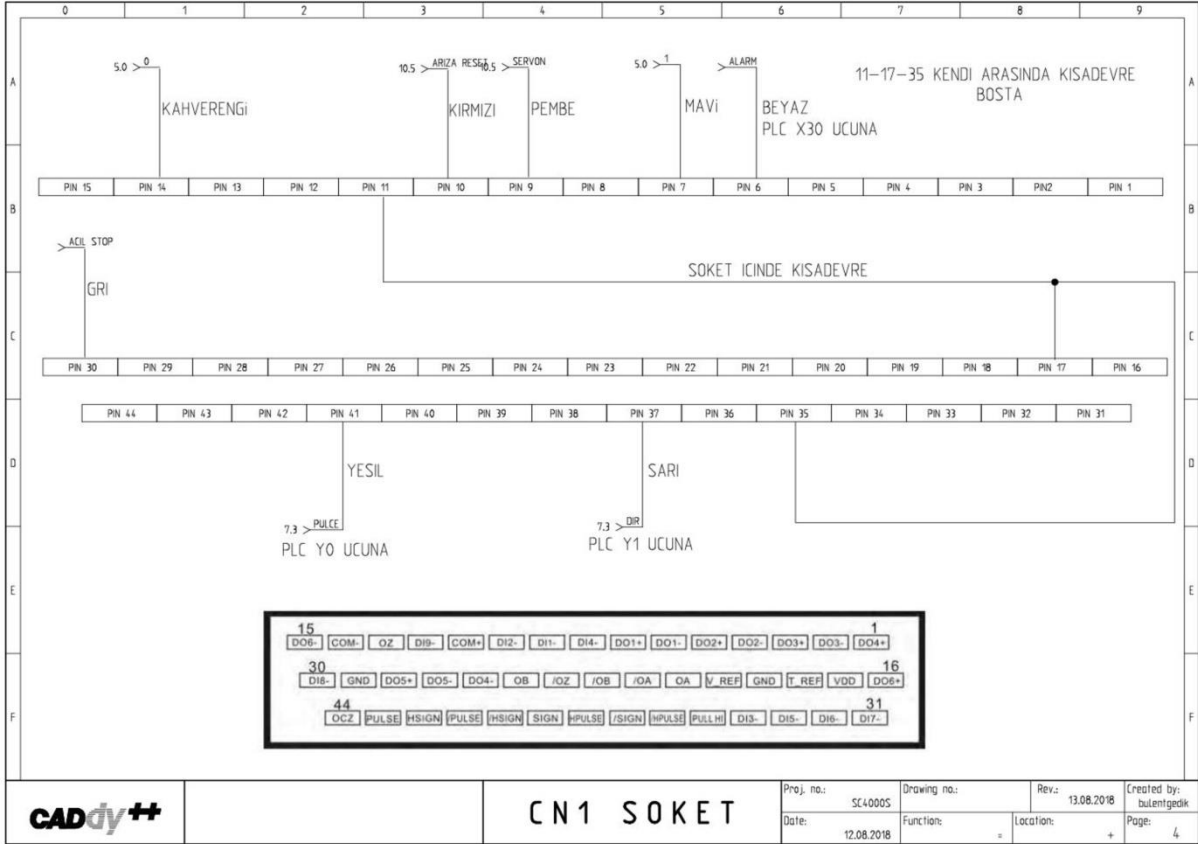 0 1 2 3 4 5 6 7 8 9
A A
5.0 > 0
10.5 > ARIZA RESET
10.5 > SERVON
5.0 > 1
> ALARM
11-17-35 KENDI ARASINDA KISADEVRE
BOSTA
KAHVERENGi
KIRMIZI
PEMBE
MAVi
BEYAZ
PLC X30 UCUNA
PIN 15 PIN 14 PIN 13 PIN 12 PIN 11 PIN 10 PIN 9 PIN 8 PIN 7 PIN 6 PIN 5 PIN 4 PIN 3 PIN2 PIN 1
B B
> ACIL STOP
GRI
SOKET ICINDE KISADEVRE
C C
PIN 30 PIN 29 PIN 28 PIN 27 PIN 26 PIN 25 PIN 24 PIN 23 PIN 22 PIN 21 PIN 20 PIN 19 PIN 18 PIN 17 PIN 16
PIN 44 PIN 43 PIN 42 PIN 41 PIN 40 PIN 39 PIN 38 PIN 37 PIN 36 PIN 35 PIN 34 PIN 33 PIN 32 PIN 31
D D
YESIL
SARI
7.3 > PULCE
7.3 > DIR
PLC Y0 UCUNA
PLC Y1 UCUNA
E E
15 1
DO6- COM- OZ DI9- COM+ DI2- DI1- DI4- DO1+ DO1- DO2+ DO2- DO3+ DO3- DO4+
30 16
DI8- GND DO5+ DO5- DO4- OB /OZ /OB /OA OA V_REF GND T_REF VDD DO6+
44 31
OCZ PULSE HSIGN /PULSE /HSIGN SIGN HPULSE /SIGN /HPULSE PULL HI DI3- DI5- DI6- DI7-
F F
CADdy++
CN1 SOKET
Proj. no.: SC4000S
Drawing no.:
Rev.: 13.08.2018
Created by: bulentgedik
Date: 12.08.2018
Function: =
Location: +
Page: 4